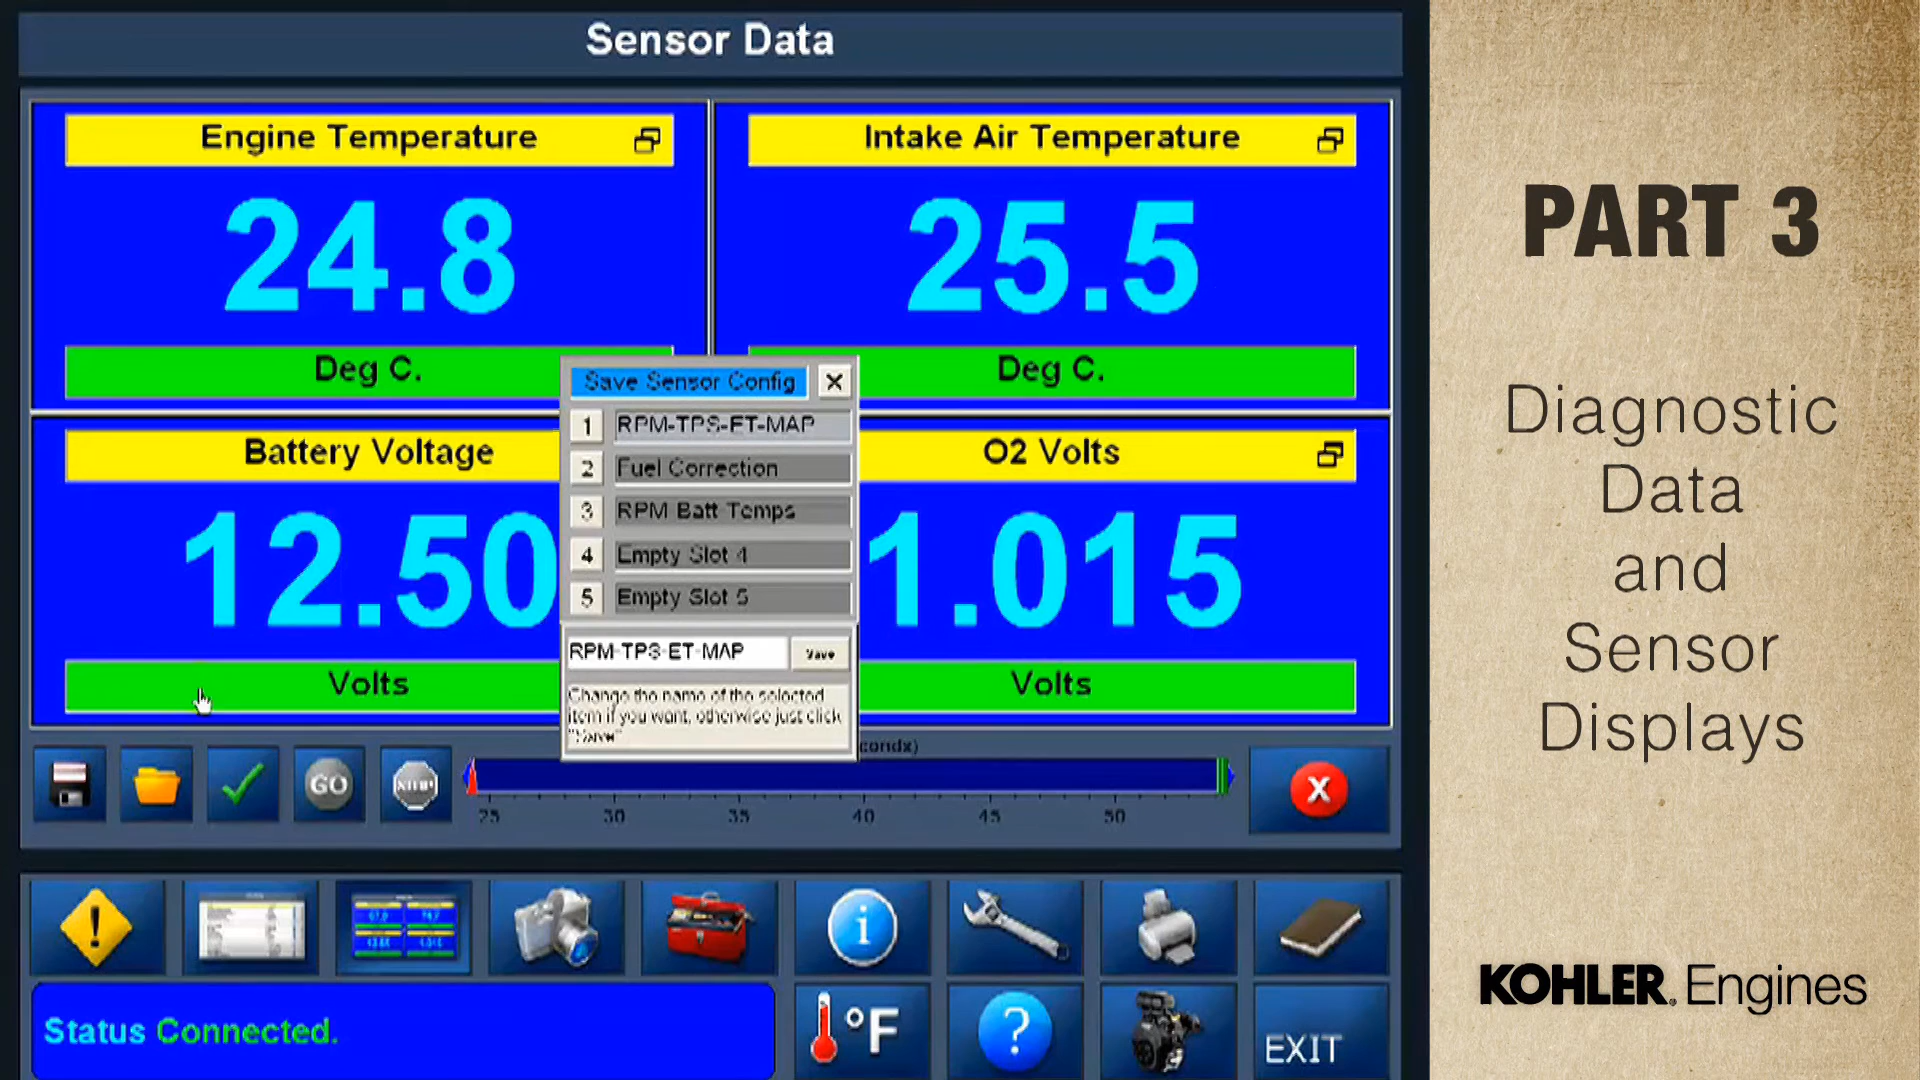 Sensor Data
Engine Temperature
24.8
Deg C.
Intake Air Temperature
25.5
Deg C.
Battery Voltage
12.50
Volts
O2 Volts
1.015
Volts
Save Sensor Config
1 RPM-TPS-ET-MAP
2 Fuel Correction
3 RPM Batt Temps
4 Empty Slot 4
5 Empty Slot 5
RPM-TPS-ET-MAP
Save
Change the name of the selected
item if you want, otherwise just click
"Save"
GO
STOP
25 30 35 40 45 50
Status Connected.
°F
?
EXIT
PART 3
Diagnostic
Data
and
Sensor
Displays
KOHLER Engines